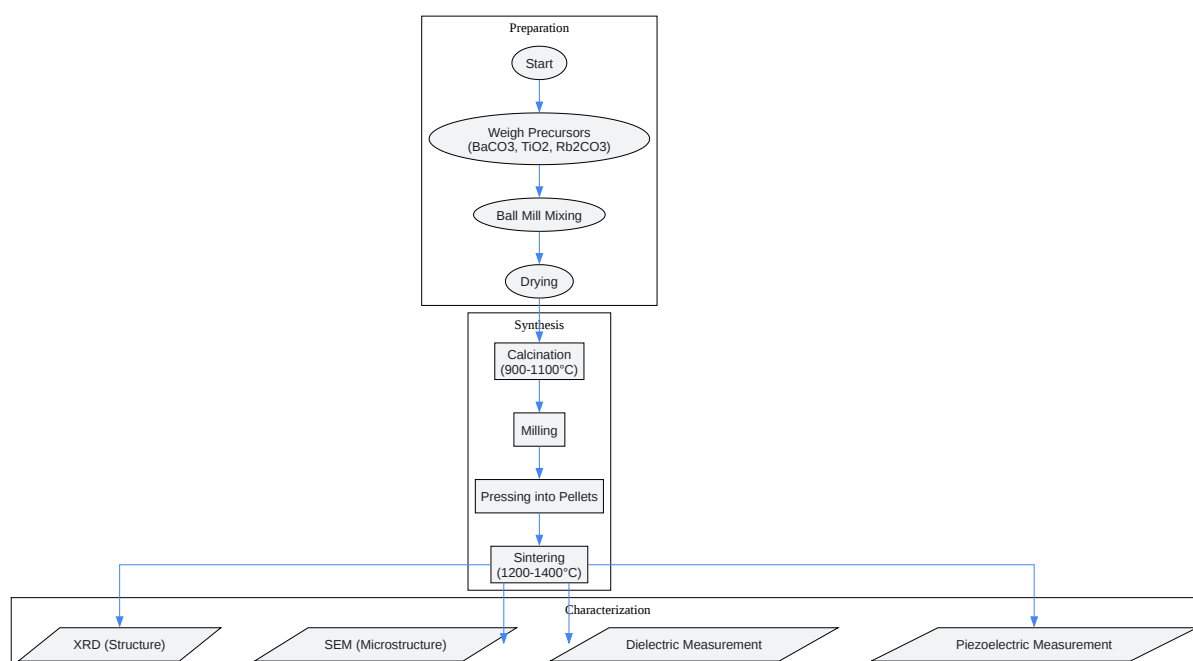 Preparation
Start
Weigh Precursors
(BaCO3, TiO2, Rb2CO3)
Ball Mill Mixing
Drying
Synthesis
Calcination
(900-1100°C)
Milling
Pressing into Pellets
Sintering
(1200-1400°C)
Characterization
XRD (Structure)
SEM (Microstructure)
Dielectric Measurement
Piezoelectric Measurement